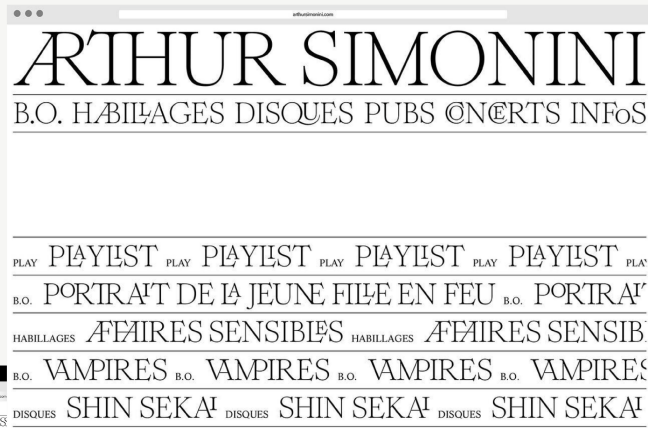 arthursimonini.com
ARTHUR SIMONINI
B.O. HABILLAGES DISQUES PUBS CONCERTS INFoS
PLAY PLAYLIST PLAY PLAYLIST PLAY PLAYLIST PLAY PLAYLIST PLAY
B.O. PORTRAIT DE LA JEUNE FILLE EN FEU B.O. PORTRAIT
HABILLAGES AFFAIRES SENSIBLES HABILLAGES AFFAIRES SENSIB
B.O. VAMPIRES B.O. VAMPIRES B.O. VAMPIRES B.O. VAMPIRES
DISQUES SHIN SEKAI DISQUES SHIN SEKAI DISQUES SHIN SEKAI